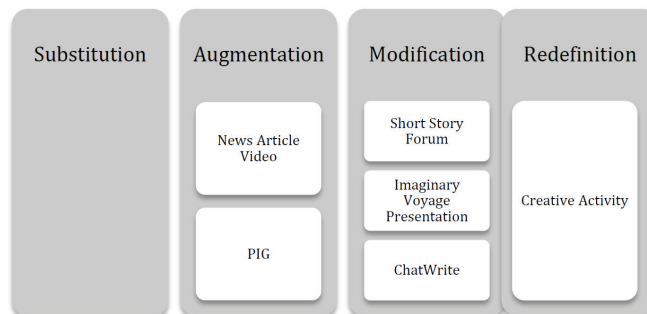 Substitution
Augmentation
News Article
Video
PIG
Modification
Short Story
Forum
Imaginary
Voyage
Presentation
ChatWrite
Redefinition
Creative Activity